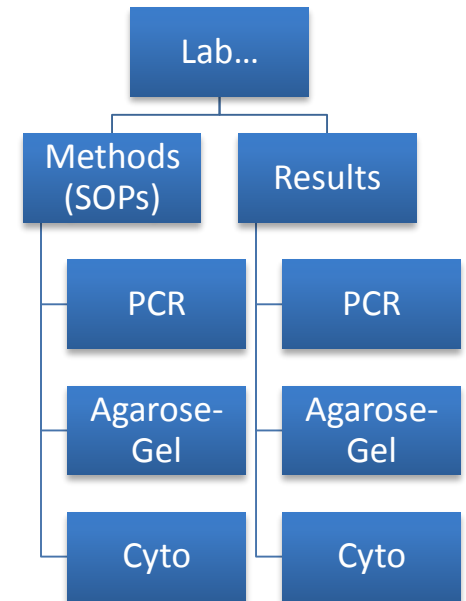 Lab...
Methods
(SOPs)
Results
PCR
PCR
Agarose-
Gel
Agarose-
Gel
Cyto
Cyto